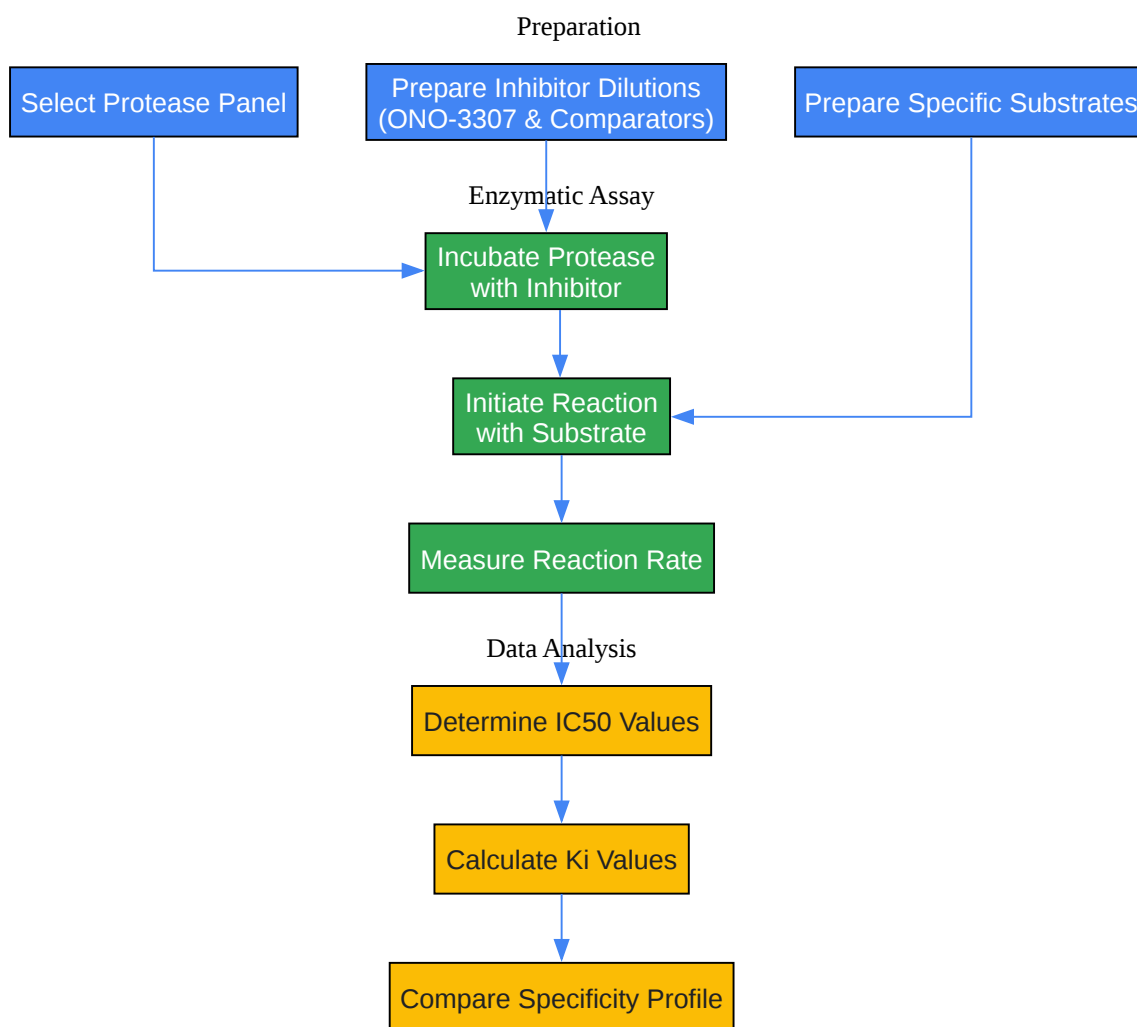 Preparation
Select Protease Panel
Prepare Inhibitor Dilutions
(ONO-3307 & Comparators)
Prepare Specific Substrates
Enzymatic Assay
Incubate Protease
with Inhibitor
Initiate Reaction
with Substrate
Measure Reaction Rate
Data Analysis
Determine IC50 Values
Calculate Ki Values
Compare Specificity Profile